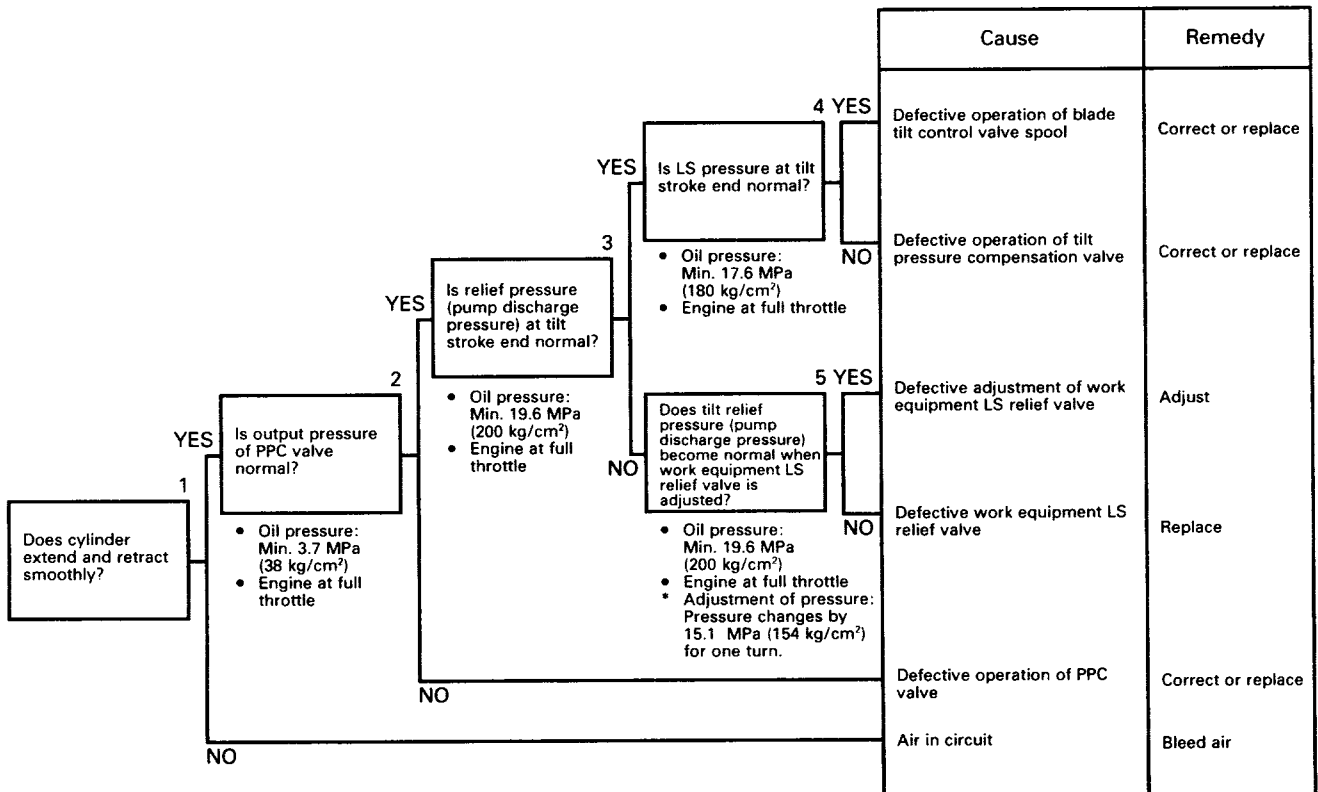 Cause
Remedy
1
Does cylinder
extend and retract
smoothly?
YES
NO
2
Is output pressure
of PPC valve
normal?
• Oil pressure:
Min. 3.7 MPa
(38 kg/cm²)
• Engine at full
throttle
YES
NO
3
Is relief pressure
(pump discharge
pressure) at tilt
stroke end normal?
• Oil pressure:
Min. 19.6 MPa
(200 kg/cm²)
• Engine at full
throttle
YES
NO
4 YES
Is LS pressure at tilt
stroke end normal?
• Oil pressure:
Min. 17.6 MPa
(180 kg/cm²)
• Engine at full throttle
NO
5 YES
Does tilt relief
pressure (pump
discharge pressure)
become normal when
work equipment LS
relief valve is
adjusted?
• Oil pressure:
Min. 19.6 MPa
(200 kg/cm²)
• Engine at full throttle
* Adjustment of pressure:
Pressure changes by
15.1 MPa (154 kg/cm²)
for one turn.
NO
Defective operation of blade
tilt control valve spool
Correct or replace
Defective operation of tilt
pressure compensation valve
Correct or replace
Defective adjustment of work
equipment LS relief valve
Adjust
Defective work equipment LS
relief valve
Replace
Defective operation of PPC
valve
Correct or replace
Air in circuit
Bleed air